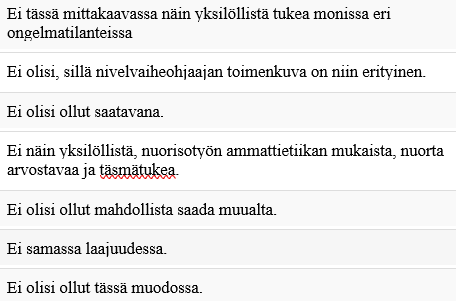 Ei tässä mittakaavassa näin yksilöllistä tukea monissa eri
ongelmatilanteissa
Ei olisi, sillä nivelvaiheohjaajan toimenkuva on niin erityinen.
Ei olisi ollut saatavana.
Ei näin yksilöllistä, nuorisotyön ammattietiikan mukaista, nuorta
arvostavaa ja täsmätukea.
Ei olisi ollut mahdollista saada muualta.
Ei samassa laajuudessa.
Ei olisi ollut tässä muodossa.